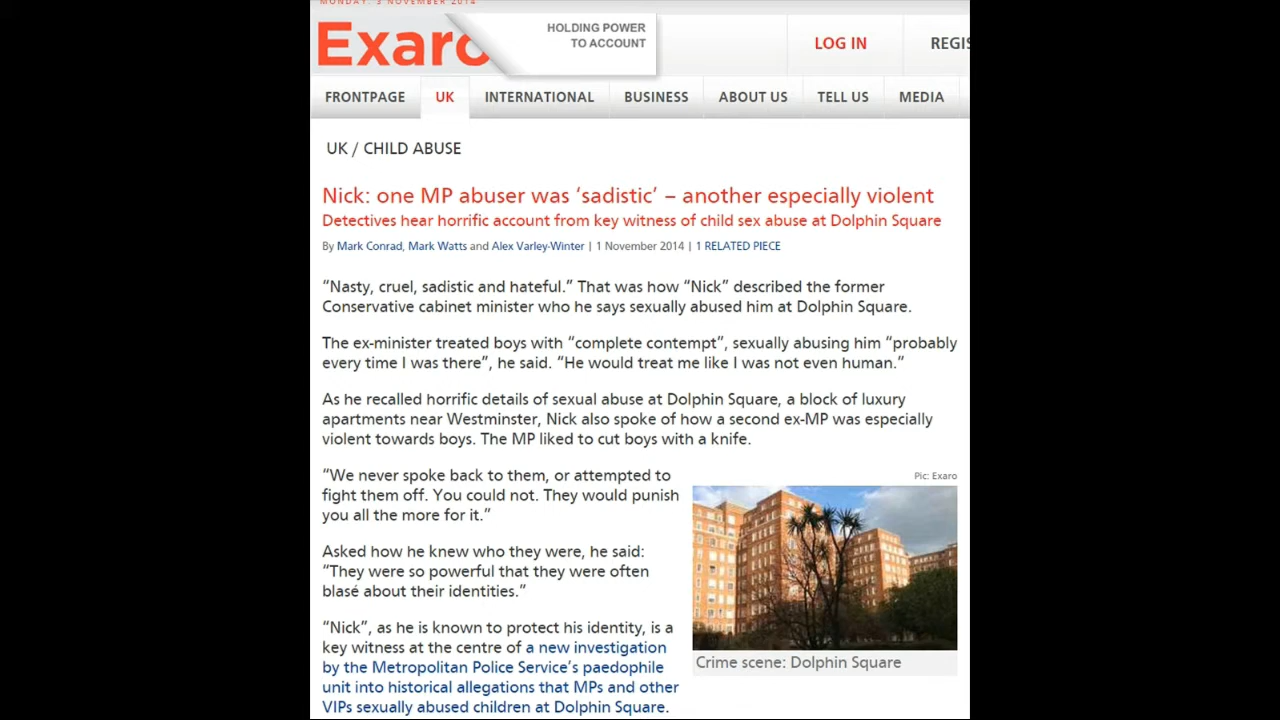 MONDAY, 3 NOVEMBER 2014
Exaro
HOLDING POWER
TO ACCOUNT
LOG IN
REGIS
FRONTPAGE
UK
INTERNATIONAL
BUSINESS
ABOUT US
TELL US
MEDIA
UK / CHILD ABUSE
Nick: one MP abuser was ‘sadistic’ – another especially violent
Detectives hear horrific account from key witness of child sex abuse at Dolphin Square
By Mark Conrad, Mark Watts and Alex Varley-Winter | 1 November 2014 | 1 RELATED PIECE
“Nasty, cruel, sadistic and hateful.” That was how “Nick” described the former
Conservative cabinet minister who he says sexually abused him at Dolphin Square.
The ex-minister treated boys with “complete contempt”, sexually abusing him “probably
every time I was there”, he said. “He would treat me like I was not even human.”
As he recalled horrific details of sexual abuse at Dolphin Square, a block of luxury
apartments near Westminster, Nick also spoke of how a second ex-MP was especially
violent towards boys. The MP liked to cut boys with a knife.
“We never spoke back to them, or attempted to
fight them off. You could not. They would punish
you all the more for it.”
Asked how he knew who they were, he said:
“They were so powerful that they were often
blasé about their identities.”
“Nick”, as he is known to protect his identity, is a
key witness at the centre of a new investigation
by the Metropolitan Police Service’s paedophile
unit into historical allegations that MPs and other
VIPs sexually abused children at Dolphin Square.
Pic: Exaro
Crime scene: Dolphin Square